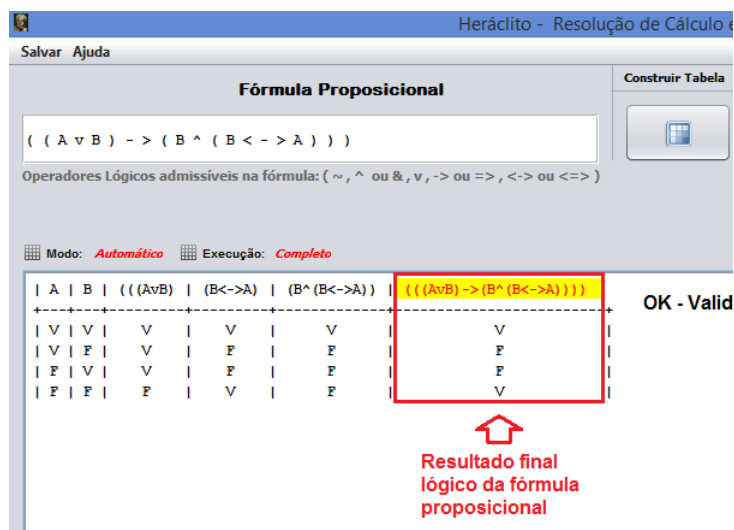 Heráclito - Resolução de Cálculo e
Salvar Ajuda
Fórmula Proposicional
Construir Tabela
( ( A v B ) - > ( B ^ ( B < - > A ) ) )
Operadores Lógicos admissíveis na fórmula: ( ~ , ^ ou & , v , -> ou => , <-> ou <=> )
Modo: Automático Execução: Completo
| A | B | (((AvB) | (B<->A) | (B^(B<->A)) | (((AvB)->(B^(B<->A))))
OK - Valid
+---+---+---------+---------+-------------+------------------------+
| V | V | V | V | V | V |
| V | F | V | F | F | F |
| F | V | V | F | F | F |
| F | F | F | V | F | V |
Resultado final
lógico da fórmula
proposicional